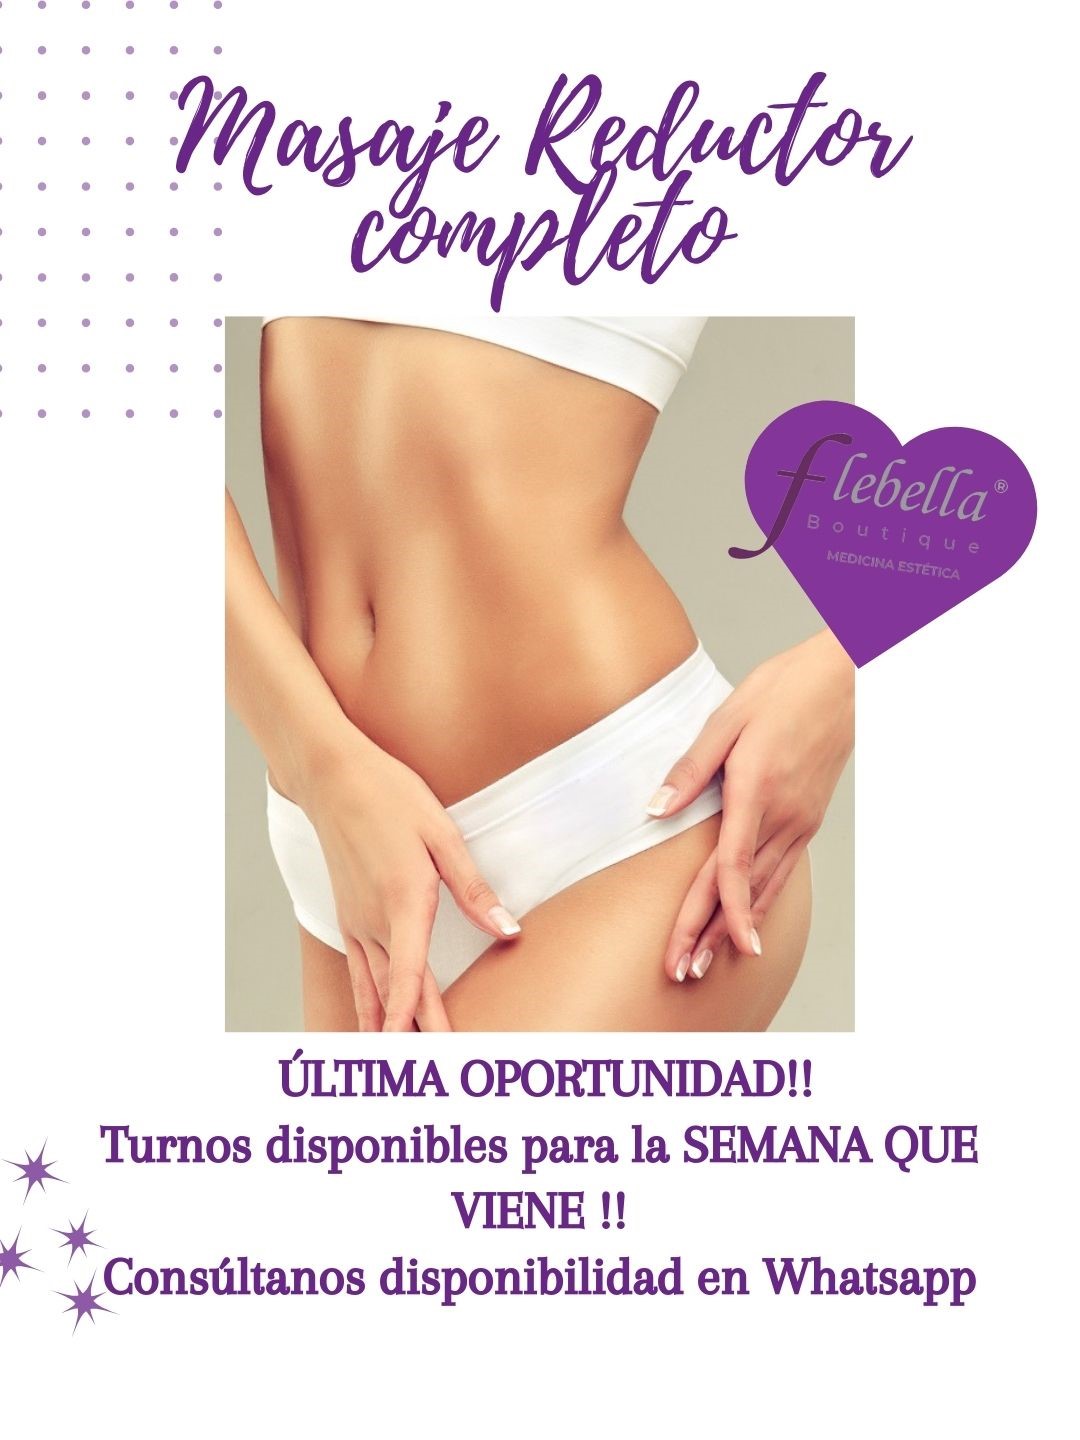 Masaje Reductor
completo
flebella®
Boutique
MEDICINA ESTÉTICA
ÚLTIMA OPORTUNIDAD!!
Turnos disponibles para la SEMANA QUE
VIENE !!
Consúltanos disponibilidad en Whatsapp